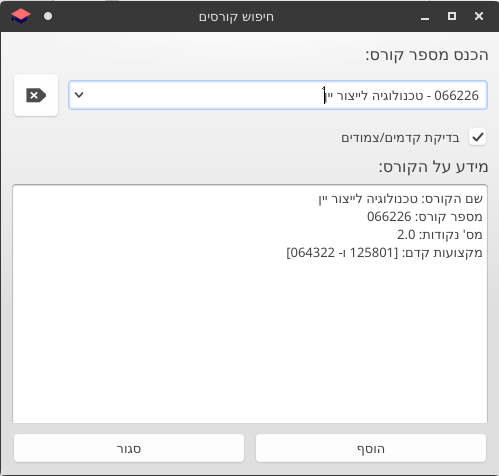 חיפוש קורסים
הכנס מספר קורס:
066226 - טכנולוגיה לייצור יין
בדיקת קדמים/צמודים
מידע על הקורס:
שם הקורס: טכנולוגיה לייצור יין
מספר קורס: 066226
מס' נקודות: 2.0
מקצועות קדם: [125801 ו- 064322]
הוסף
סגור